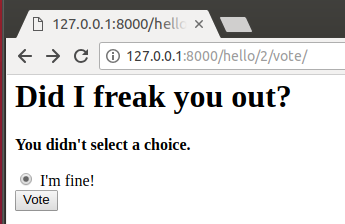 127.0.0.1:8000/hello
127.0.0.1:8000/hello/2/vote/
Did I freak you out?
You didn't select a choice.
I'm fine!
Vote